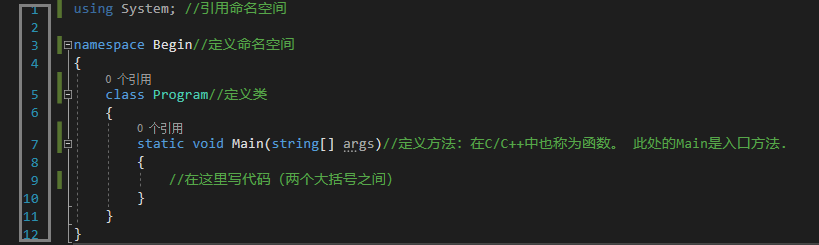 1 using System; //引用命名空间
2
3 namespace Begin//定义命名空间
4 {
0 个引用
5 class Program//定义类
6 {
0 个引用
7 static void Main(string[] args)//定义方法：在C/C++中也称为函数。 此处的Main是入口方法.
8 {
9 //在这里写代码（两个大括号之间）
10 }
11 }
12 }